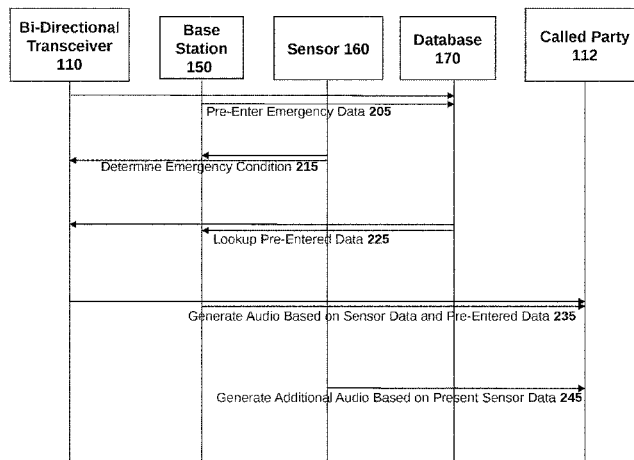 Bi-Directional
Transceiver
110
Base
Station
150
Sensor 160
Database
170
Called Party
112
Pre-Enter Emergency Data 205
Determine Emergency Condition 215
Lookup Pre-Entered Data 225
Generate Audio Based on Sensor Data and Pre-Entered Data 235
Generate Additional Audio Based on Present Sensor Data 245